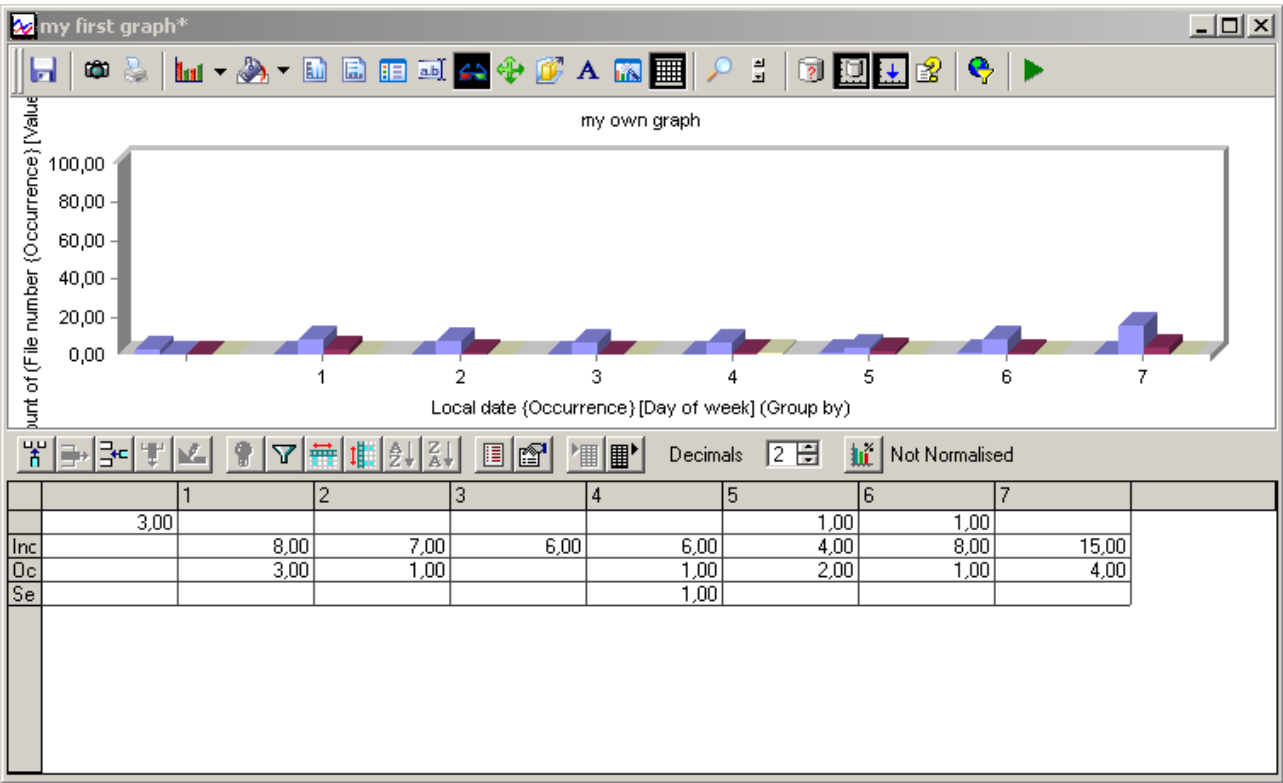 my first graph*
my own graph
ount of (File number {Occurrence} [Value
100,00
80,00
60,00
40,00
20,00
0,00
1 2 3 4 5 6 7
Local date {Occurrence} [Day of week] (Group by)
Decimals 2 Not Normalised
1 2 3 4 5 6 7
3,00 1,00 1,00
Inc 8,00 7,00 6,00 6,00 4,00 8,00 15,00
Oc 3,00 1,00 1,00 2,00 1,00 4,00
Se 1,00